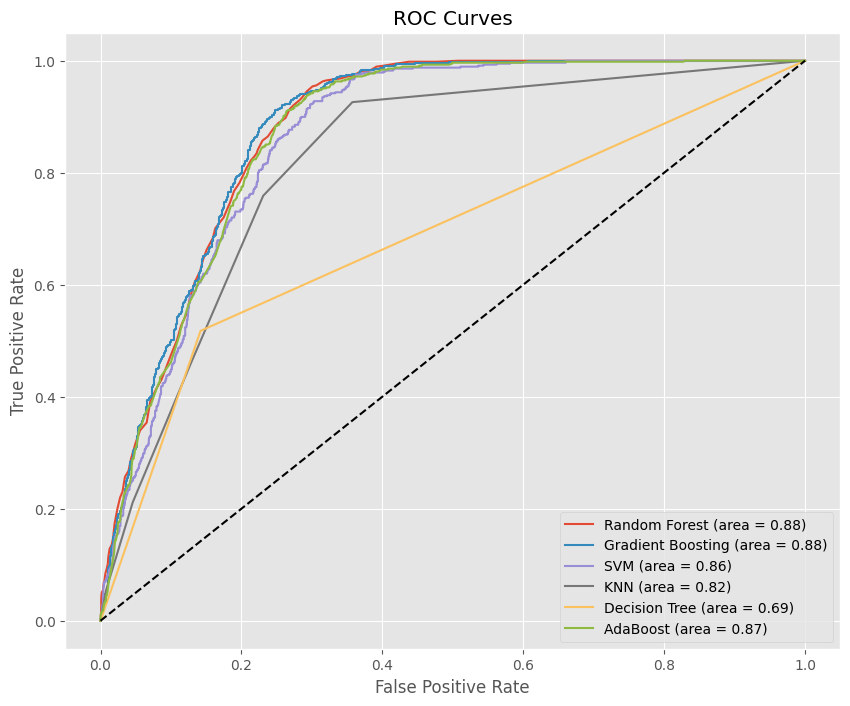 ROC Curves
True Positive Rate
1.0
0.8
0.6
0.4
0.2
0.0
0.0 0.2 0.4 0.6 0.8 1.0
False Positive Rate
Random Forest (area = 0.88)
Gradient Boosting (area = 0.88)
SVM (area = 0.86)
KNN (area = 0.82)
Decision Tree (area = 0.69)
AdaBoost (area = 0.87)